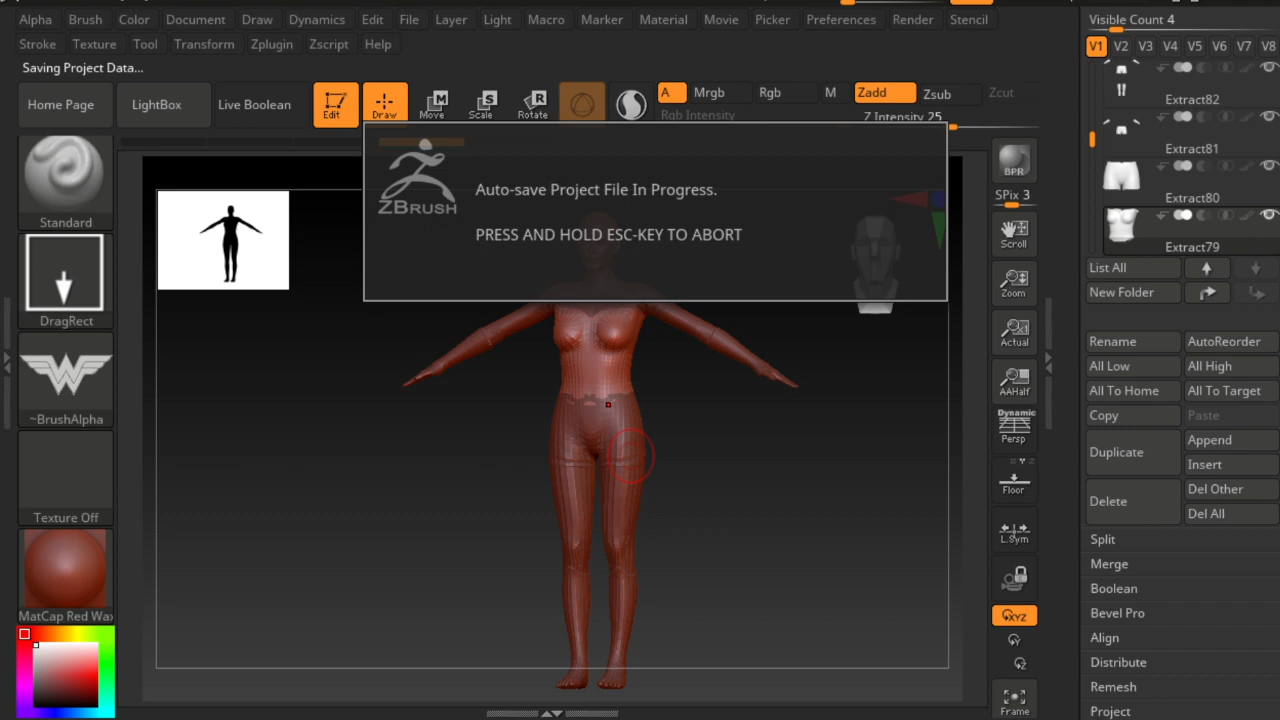 Alpha Brush Color Document Draw Dynamics Edit File Layer Light Macro Marker Material Movie Picker Preferences Render Stencil
Stroke Texture Tool Transform Zplugin Zscript Help
Saving Project Data...
Home Page LightBox Live Boolean Edit Draw Move Scale Rotate
M S R
A Mrgb Rgb M Zadd Zsub Zcut
Rgb Intensity Z Intensity 25
Standard
DragRect
~BrushAlpha
Texture Off
MatCap Red Wax
ZBRUSH
Auto-save Project File In Progress.
PRESS AND HOLD ESC-KEY TO ABORT
BPR
SPix 3
Scroll
Zoom
Actual
AAHalf
Dynamic
Persp
Floor
L.Sym
XYZ
Y
Z
Frame
Visible Count 4
V1 V2 V3 V4 V5 V6 V7 V8
Extract82
Extract81
Extract80
Extract79
List All
New Folder
Rename AutoReorder
All Low All High
All To Home All To Target
Copy Paste
Duplicate Append
Insert
Delete Del Other
Del All
Split
Merge
Boolean
Bevel Pro
Align
Distribute
Remesh
Project